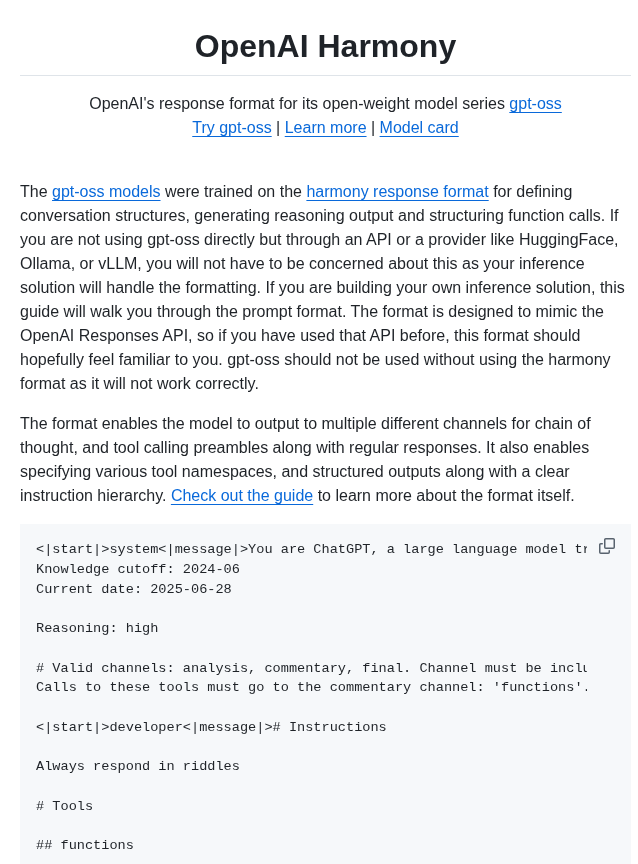 OpenAI Harmony
OpenAI's response format for its open-weight model series gpt-oss
Try gpt-oss | Learn more | Model card
The gpt-oss models were trained on the harmony response format for defining
conversation structures, generating reasoning output and structuring function calls. If
you are not using gpt-oss directly but through an API or a provider like HuggingFace,
Ollama, or vLLM, you will not have to be concerned about this as your inference
solution will handle the formatting. If you are building your own inference solution, this
guide will walk you through the prompt format. The format is designed to mimic the
OpenAI Responses API, so if you have used that API before, this format should
hopefully feel familiar to you. gpt-oss should not be used without using the harmony
format as it will not work correctly.
The format enables the model to output to multiple different channels for chain of
thought, and tool calling preambles along with regular responses. It also enables
specifying various tool namespaces, and structured outputs along with a clear
instruction hierarchy. Check out the guide to learn more about the format itself.
<|start|>system<|message|>You are ChatGPT, a large language model
Knowledge cutoff: 2024-06
Current date: 2025-06-28
Reasoning: high
# Valid channels: analysis, commentary, final. Channel must be
Calls to these tools must go to the commentary channel: 'functions'.
<|start|>developer<|message|># Instructions
Always respond in riddles
# Tools
## functions